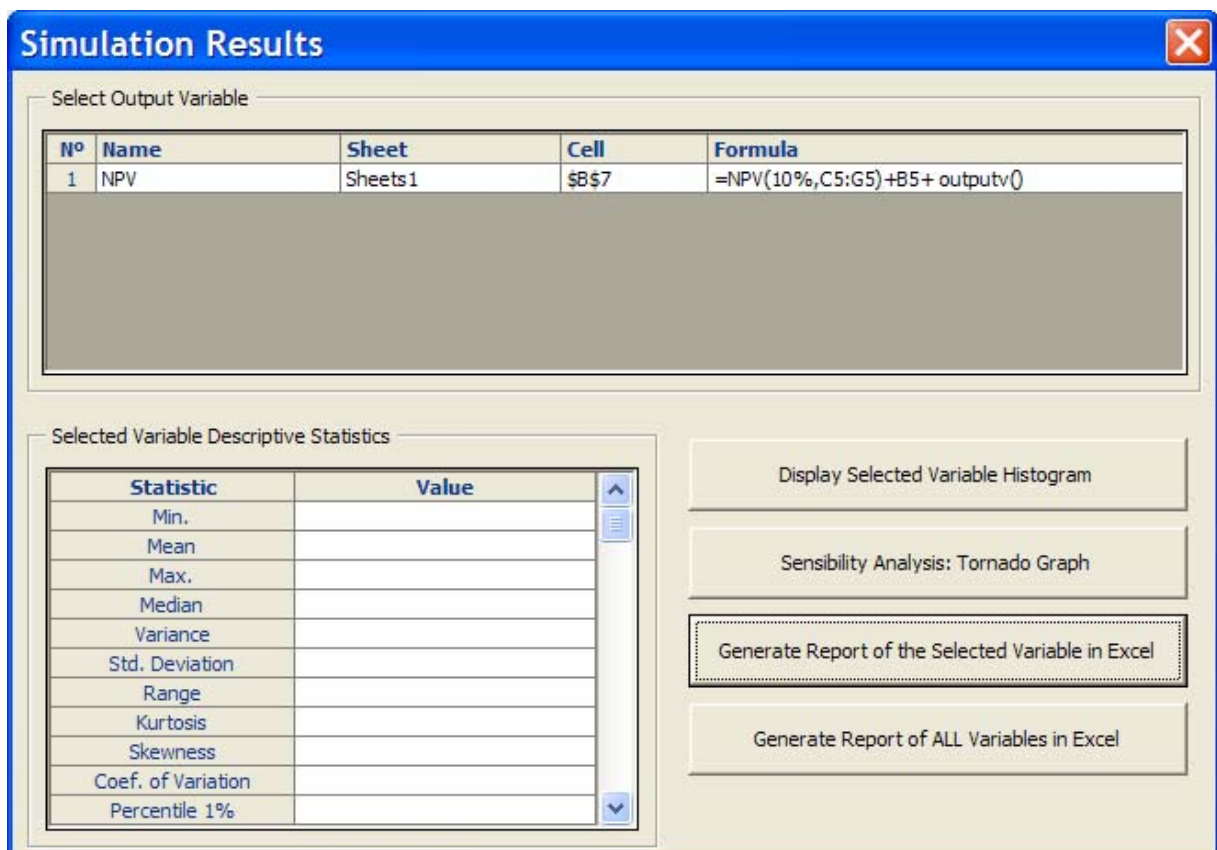 Simulation Results
Select Output Variable
Nº Name Sheet Cell Formula
1 NPV Sheets1 $B$7 =NPV(10%,C5:G5)+B5+ outputv()
Selected Variable Descriptive Statistics
Statistic Value
Min.
Mean
Max.
Median
Variance
Std. Deviation
Range
Kurtosis
Skewness
Coef. of Variation
Percentile 1%
Display Selected Variable Histogram
Sensibility Analysis: Tornado Graph
Generate Report of the Selected Variable in Excel
Generate Report of ALL Variables in Excel